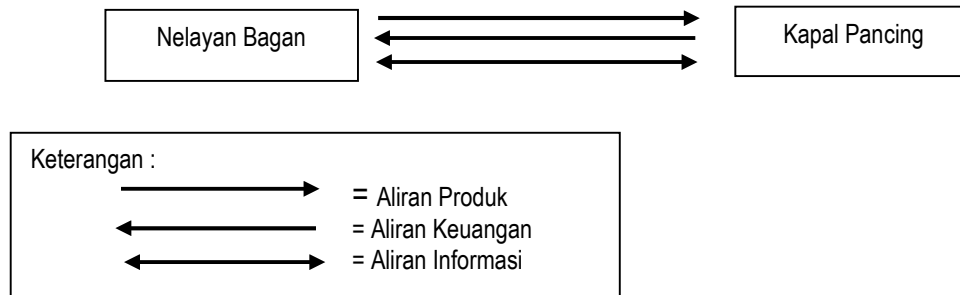 Nelayan Bagan
Kapal Pancing
Keterangan :
= Aliran Produk
= Aliran Keuangan
= Aliran Informasi